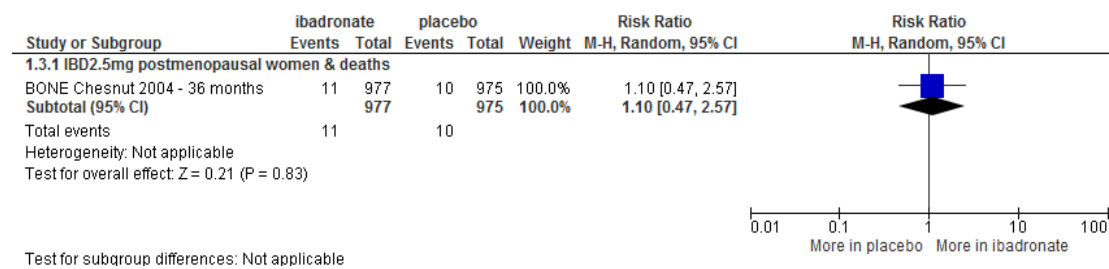 ibadronate placebo Risk Ratio Risk Ratio
Study or Subgroup Events Total Events Total Weight M-H, Random, 95% CI M-H, Random, 95% CI
1.3.1 IBD2.5mg postmenopausal women & deaths
BONE Chesnut 2004 - 36 months 11 977 10 975 100.0% 1.10 [0.47, 2.57]
Subtotal (95% CI) 977 975 100.0% 1.10 [0.47, 2.57]
Total events 11 10
Heterogeneity: Not applicable
Test for overall effect: Z = 0.21 (P = 0.83)
0.01 0.1 1 10 100
More in placebo More in ibadronate
Test for subgroup differences: Not applicable